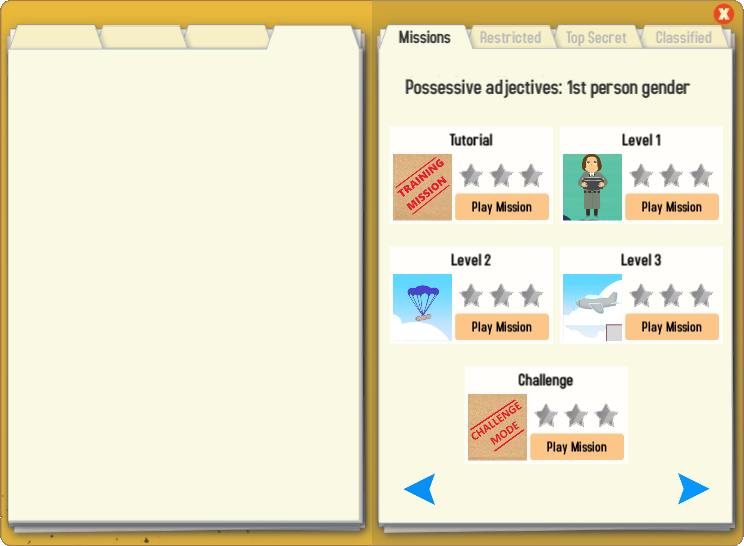 X
Missions
Restricted
Top Secret
Classified
Possessive adjectives: 1st person gender
Tutorial
TRAINING
MISSION
Play Mission
Level 1
Play Mission
Level 2
Play Mission
Level 3
Play Mission
Challenge
CHALLENGE
MODE
Play Mission